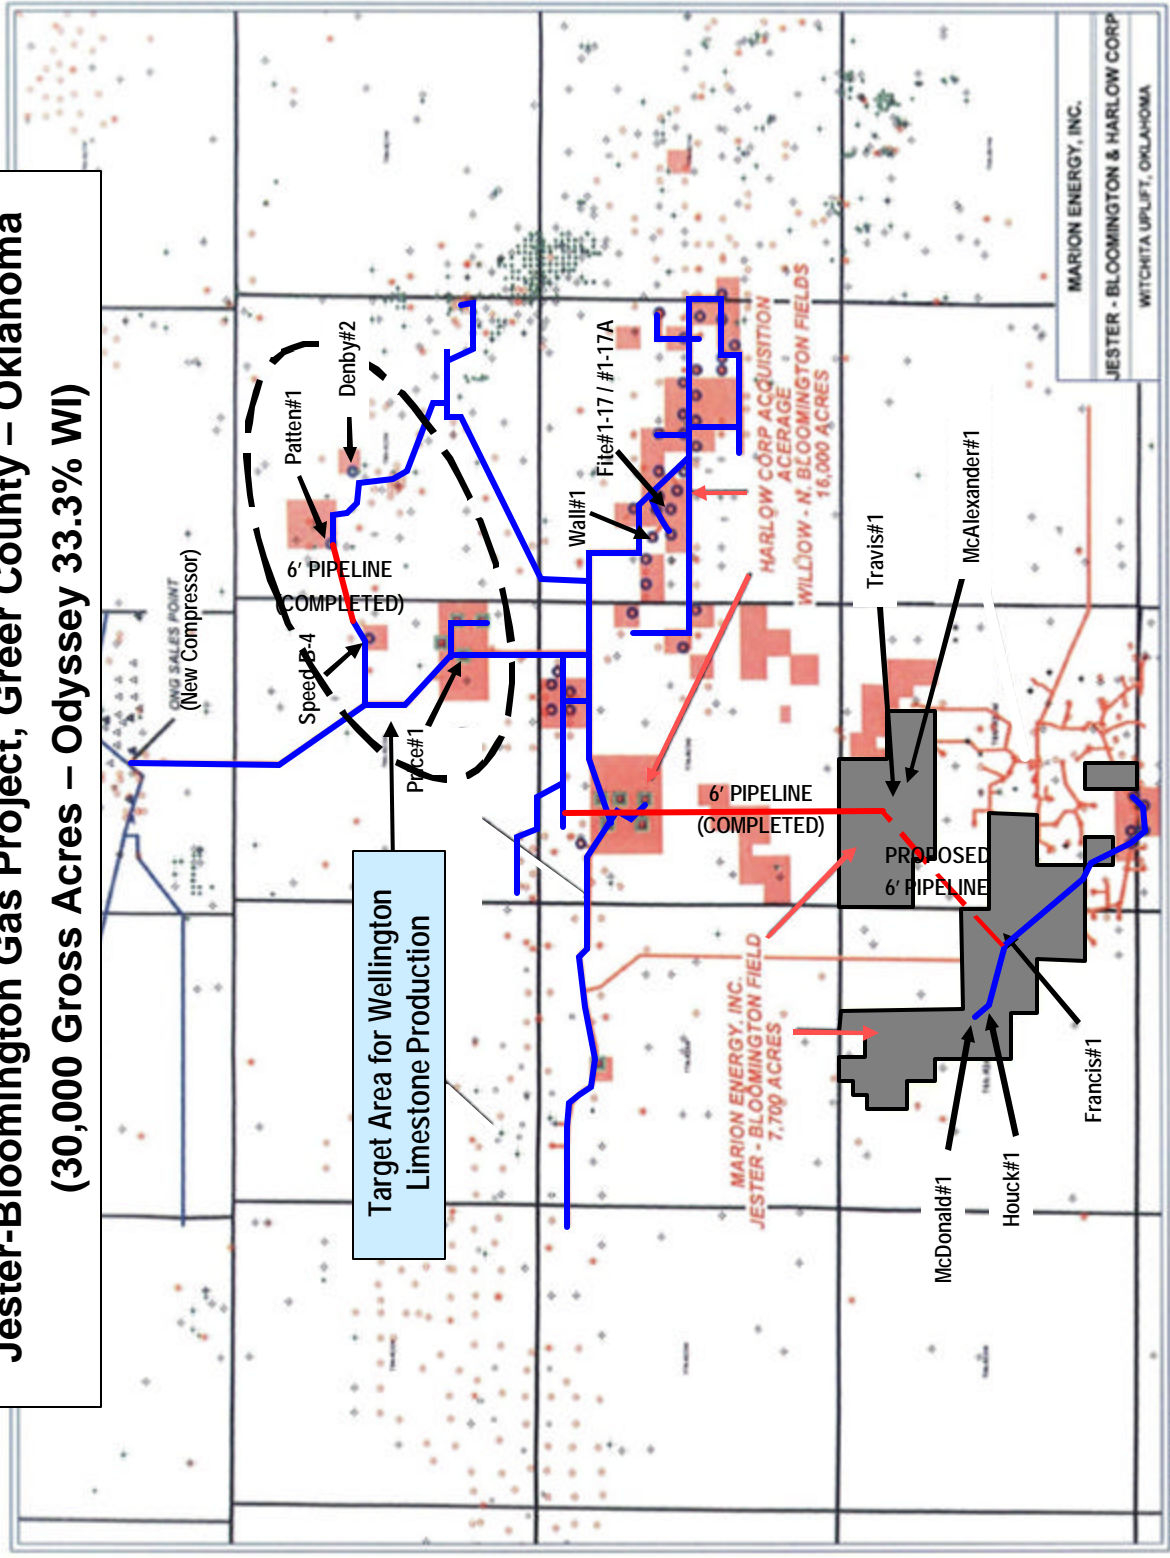 Jester-Bloomington Gas Project, Greer County – Oklahoma
(30,000 Gross Acres – Odyssey 33.3% WI)
ONG SALES POINT
(New Compressor)
Patten#1
Denby#2
6' PIPELINE
(COMPLETED)
Speed B-4
Price#1
Target Area for Wellington
Limestone Production
Wall#1
Fite#1-17 / #1-17A
HARLOW CORP ACQUISITION
ACERAGE
WILLIOW - N. BLOOMINGTON FIELDS
16,000 ACRES
6' PIPELINE
(COMPLETED)
MARION ENERGY, INC.
JESTER - BLOOMINGTON FIELD
7,700 ACRES
Travis#1
McAlexander#1
PROPOSED
6' PIPELINE
McDonald#1
Houck#1
Francis#1
MARION ENERGY, INC.
JESTER - BLOOMINGTON & HARLOW CORP
WITCHITA UPLIFT, OKLAHOMA